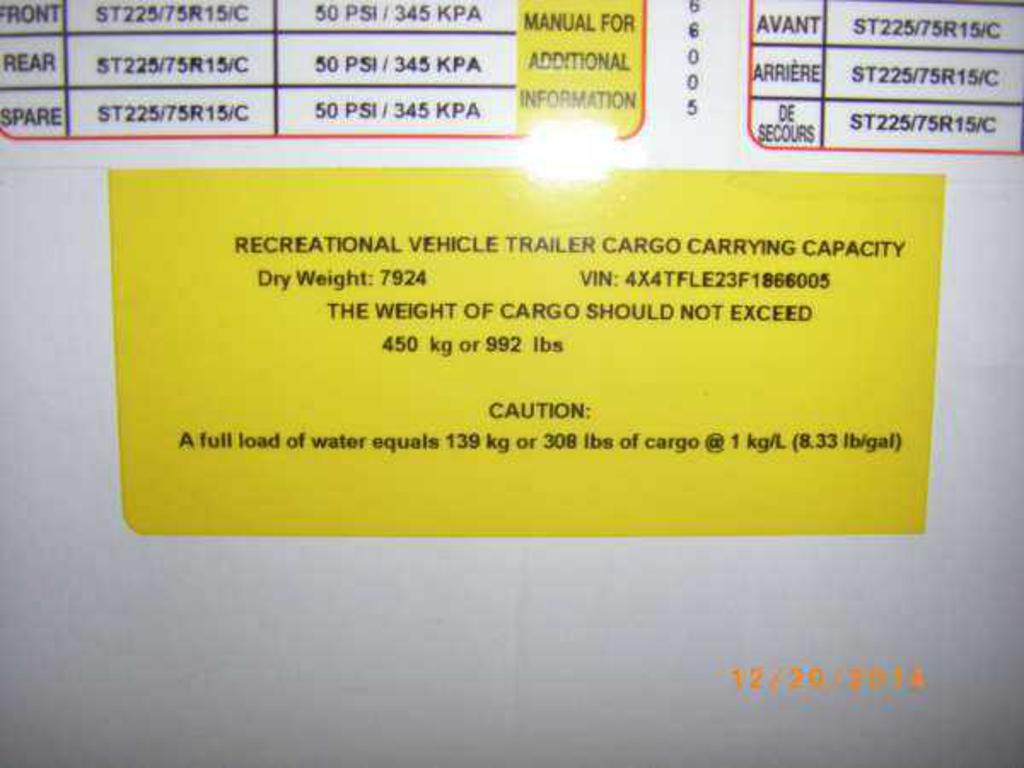 FRONT ST225/75R15/C 50 PSI / 345 KPA
REAR ST225/75R15/C 50 PSI / 345 KPA
SPARE ST225/75R15/C 50 PSI / 345 KPA
MANUAL FOR
ADDITIONAL
INFORMATION
6
6
0
0
5
AVANT ST225/75R15/C
ARRIÈRE ST225/75R15/C
DE
SECOURS ST225/75R15/C
RECREATIONAL VEHICLE TRAILER CARGO CARRYING CAPACITY
Dry Weight: 7924 VIN: 4X4TFLE23F1866005
THE WEIGHT OF CARGO SHOULD NOT EXCEED
450 kg or 992 lbs
CAUTION:
A full load of water equals 139 kg or 308 lbs of cargo @ 1 kg/L (8.33 lb/gal)
12/20/2014